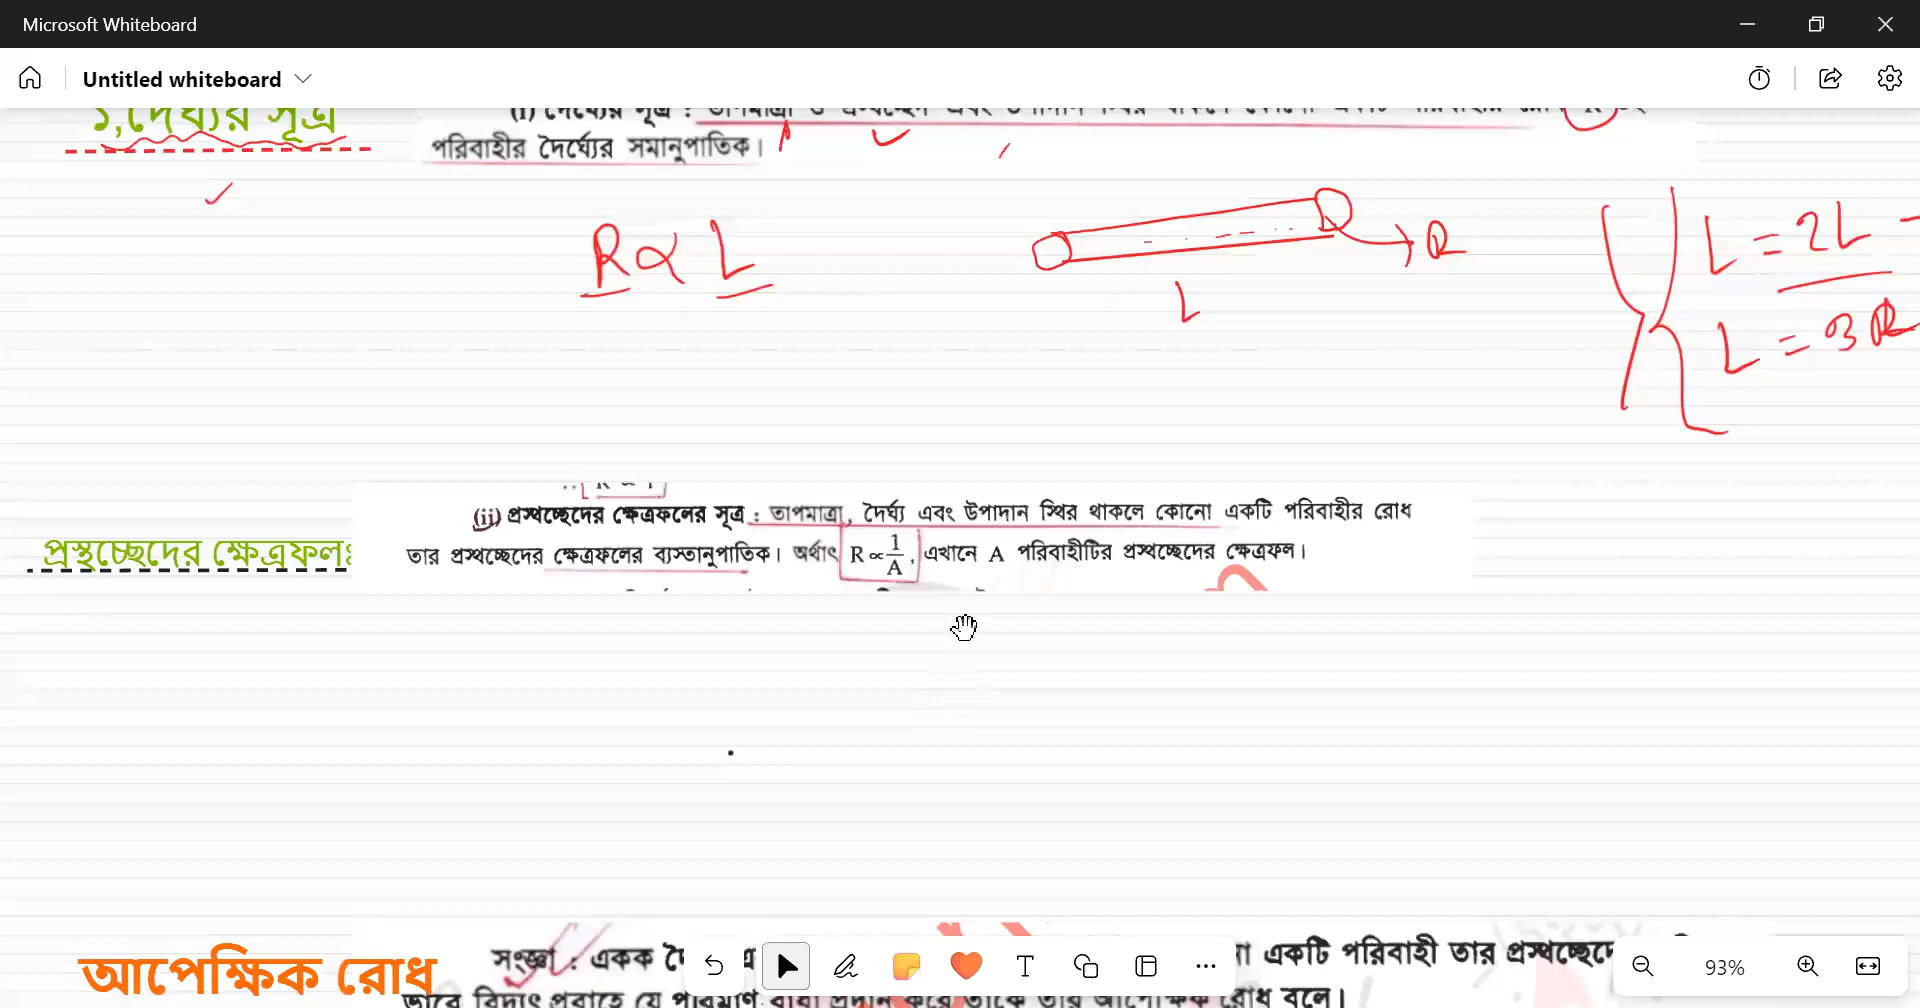 Microsoft Whiteboard
Untitled whiteboard
১,দৈর্ঘ্যর সূত্র
(i) দৈর্ঘ্যের সূত্র :
পরিবাহীর দৈর্ঘ্যের সমানুপাতিক।
R∝ L
R
L
L = 2L
L = 3R
(ii) প্রস্থচ্ছেদের ক্ষেত্রফলের সূত্র : তাপমাত্রা, দৈর্ঘ্য এবং উপাদান স্থির থাকলে কোনো একটি পরিবাহীর রোধ
প্রস্থচ্ছেদের ক্ষেত্রফলঃ
তার প্রস্থচ্ছেদের ক্ষেত্রফলের ব্যস্তানুপাতিক। অর্থাৎ R ∝ 1/A, এখানে A পরিবাহীটির প্রস্থচ্ছেদের ক্ষেত্রফল।
আপেক্ষিক রোধ
সংজ্ঞা : একক একটি পরিবাহী তার
রোধ বলে।
93%